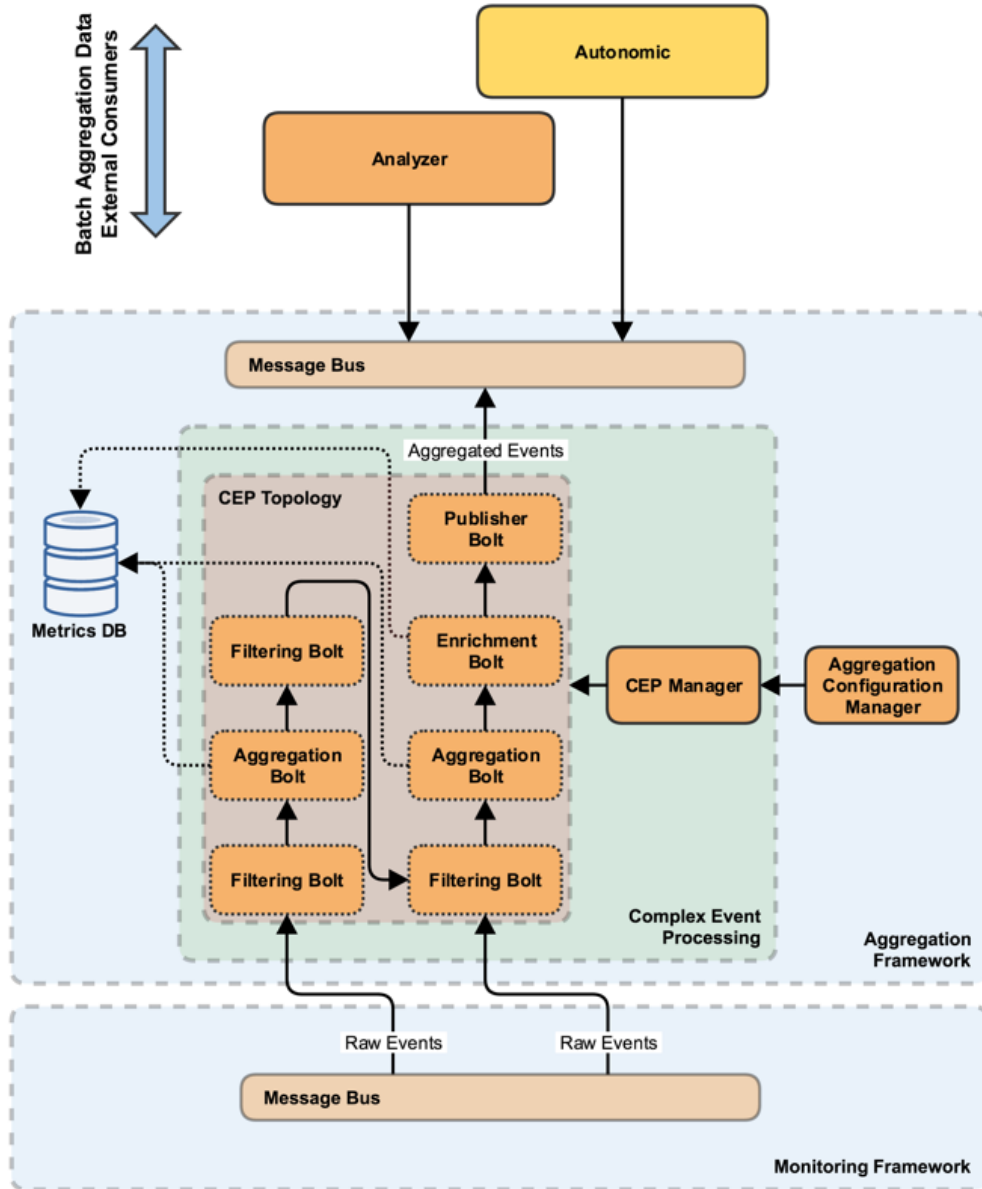 Batch Aggregation Data
External Consumers
Autonomic
Analyzer
Message Bus
Aggregated Events
CEP Topology
Publisher
Bolt
Metrics DB
Filtering Bolt
Enrichment
Bolt
CEP Manager
Aggregation
Configuration
Manager
Aggregation
Bolt
Aggregation
Bolt
Filtering Bolt
Filtering Bolt
Complex Event
Processing
Aggregation
Framework
Raw Events
Raw Events
Message Bus
Monitoring Framework